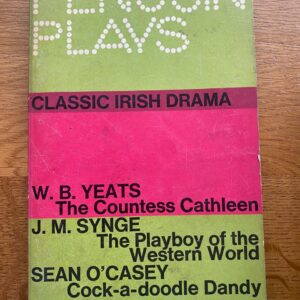 PENGUIN
PLAYS
CLASSIC IRISH DRAMA
W. B. YEATS
The Countess Cathleen
J. M. SYNGE
The Playboy of the
Western World
SEAN O'CASEY
Cock-a-doodle Dandy